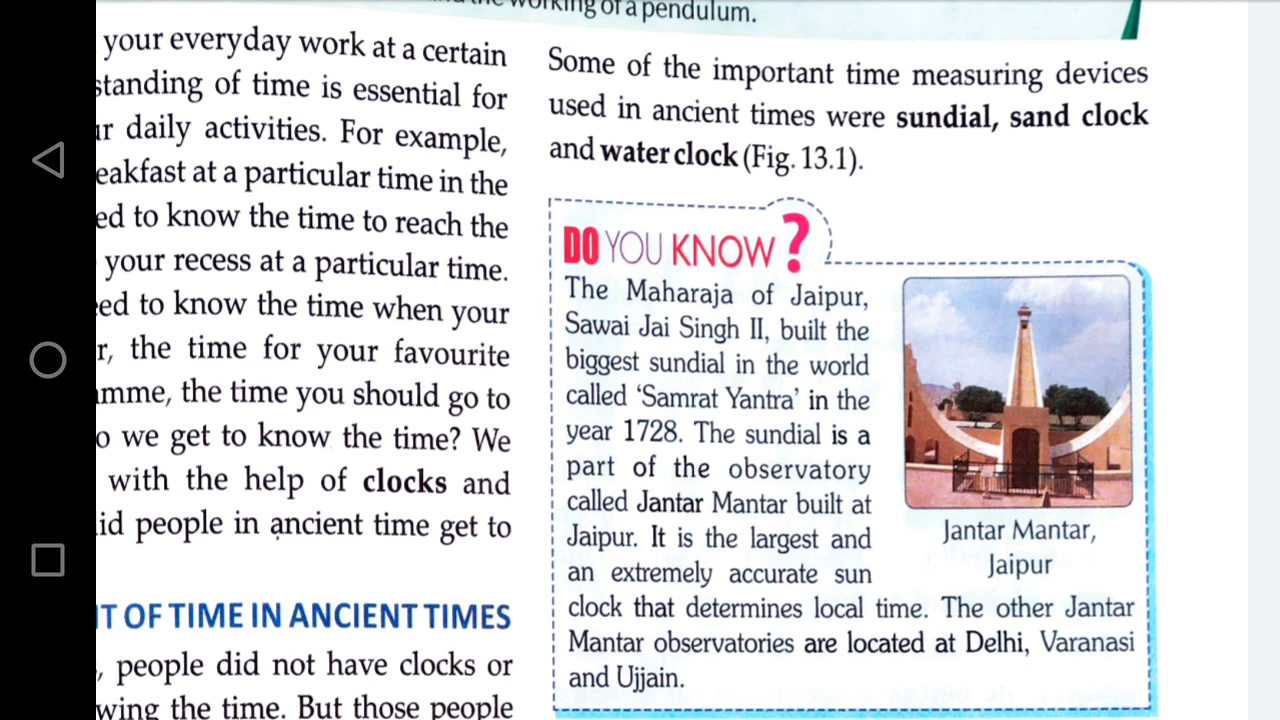 working of a pendulum.
your everyday work at a certain
standing of time is essential for
daily activities. For example,
at a particular time in the
to know the time to reach the
your recess at a particular time.
to know the time when your
the time for your favourite
the time you should go to
we get to know the time? We
with the help of clocks and
people in ancient time get to
OF TIME IN ANCIENT TIMES
, people did not have clocks or
the time. But those people
Some of the important time measuring devices
used in ancient times were sundial, sand clock
and water clock (Fig. 13.1).
DO YOU KNOW ?
The Maharaja of Jaipur,
Sawai Jai Singh II, built the
biggest sundial in the world
called ‘Samrat Yantra’ in the
year 1728. The sundial is a
part of the observatory
called Jantar Mantar built at
Jaipur. It is the largest and
an extremely accurate sun
clock that determines local time. The other Jantar
Mantar observatories are located at Delhi, Varanasi
and Ujjain.
Jantar Mantar,
Jaipur